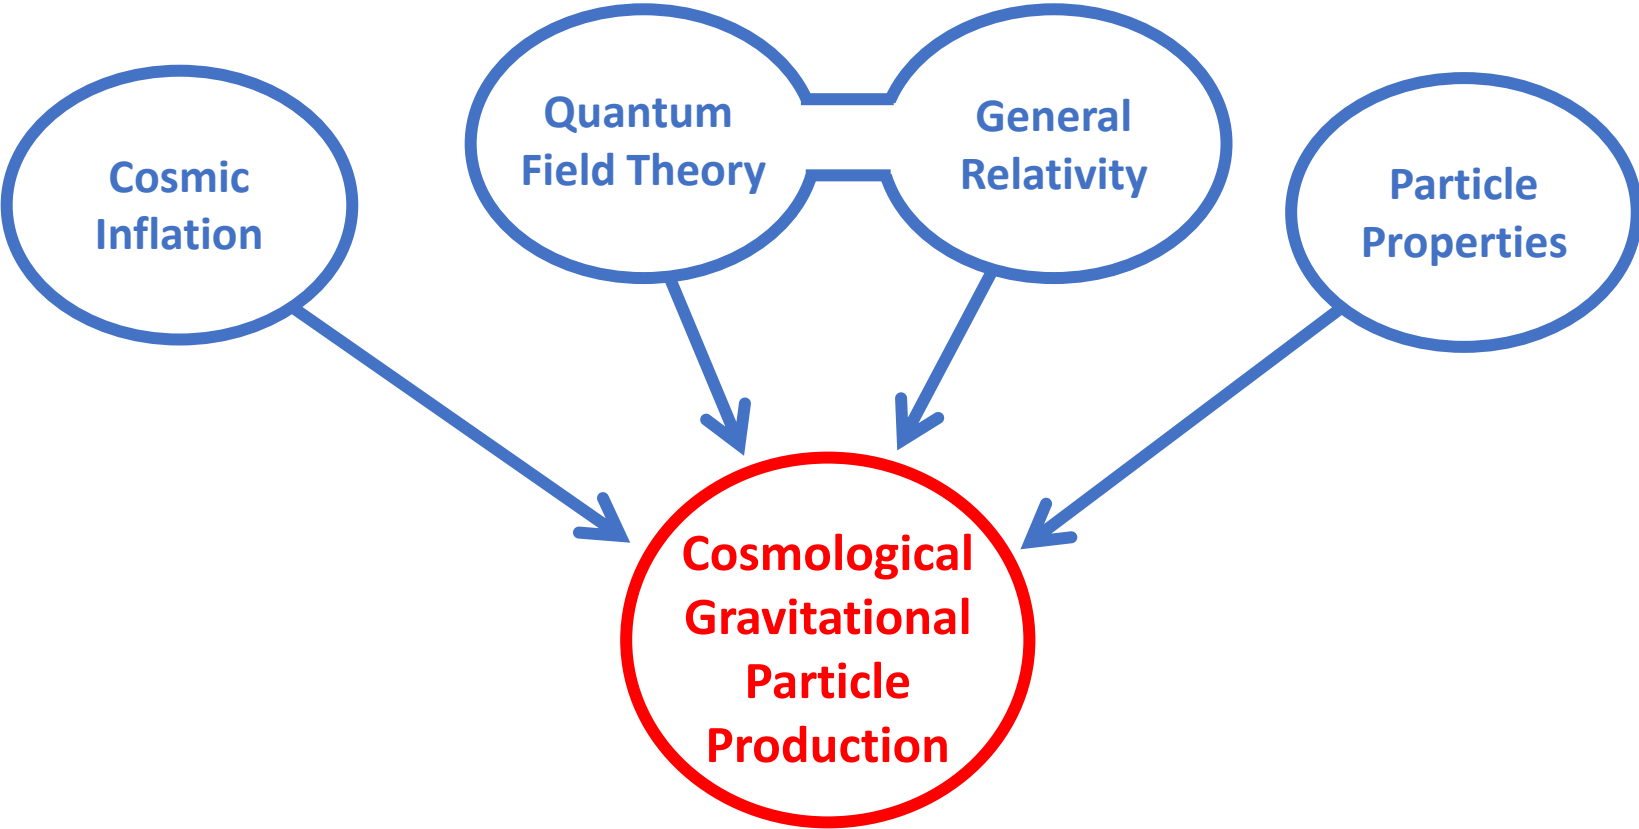 Cosmic
Inflation
Quantum
Field Theory
General
Relativity
Particle
Properties
Cosmological
Gravitational
Particle
Production